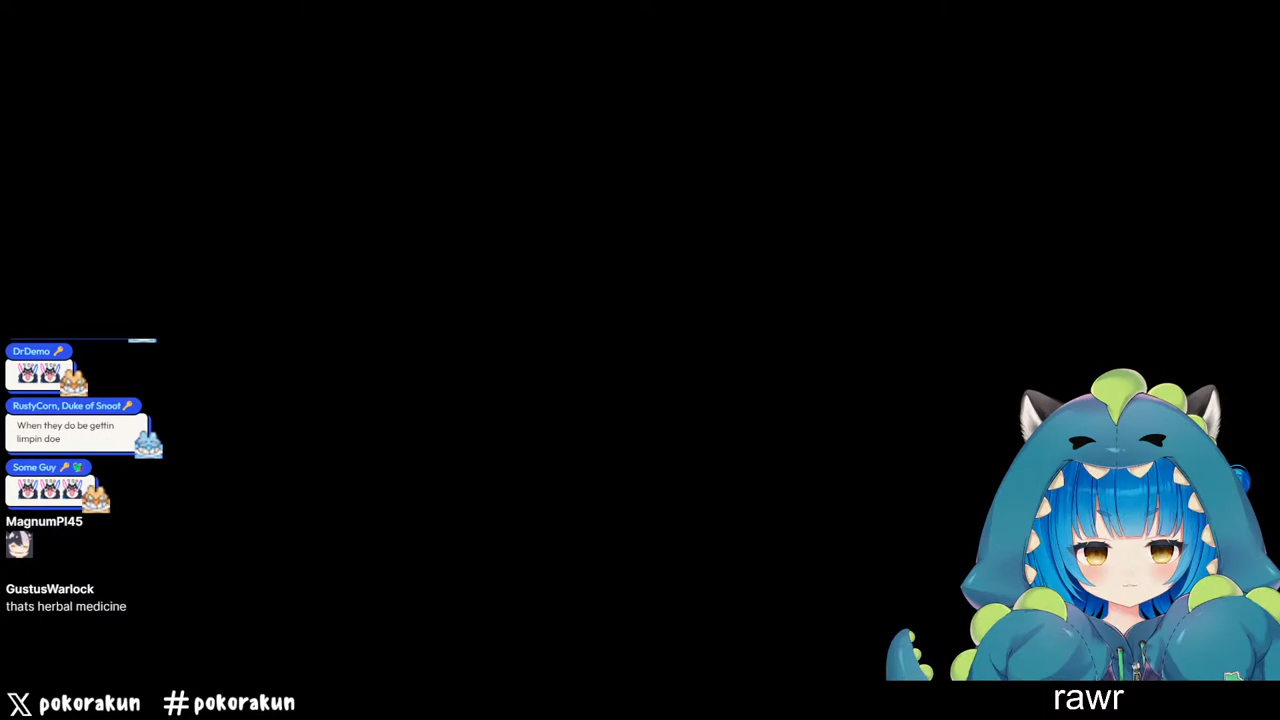 DrDemo
RustyCorn, Duke of Snoot
When they do be gettin
limpin doe
Some Guy
MagnumPI45
GustusWarlock
thats herbal medicine
X pokorakun #pokorakun
rawr